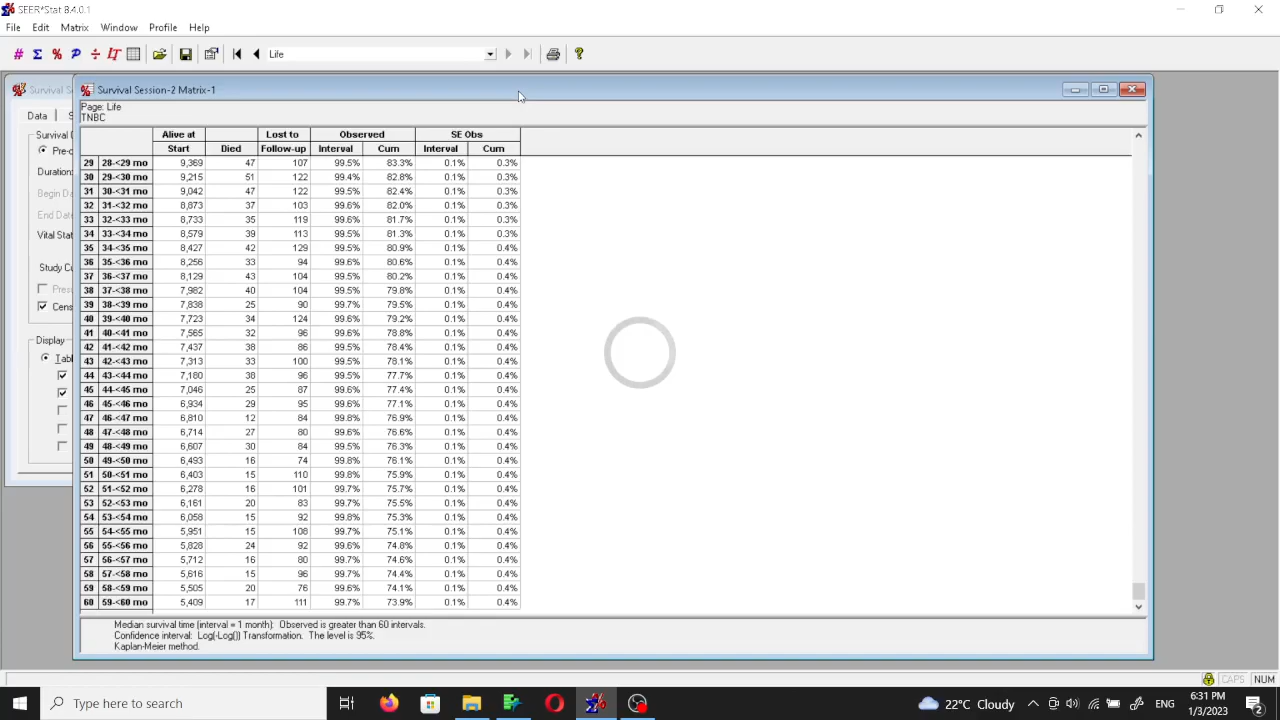 SEER*Stat 8.4.0.1
File Edit Matrix Window Profile Help
Life
Survival Session-2 Matrix-1
Page: Life
TNBC
Data
Survival
Duration:
End Date
Vital Stat
Study Cu
Cens
Display
Alive at Lost to Observed SE Obs
Start Died Follow-up Interval Cum Interval Cum
29 28-<29 mo 9,369 47 107 99.5% 83.3% 0.1% 0.3%
30 29-<30 mo 9,215 51 122 99.4% 82.8% 0.1% 0.3%
31 30-<31 mo 9,042 47 122 99.5% 82.4% 0.1% 0.3%
32 31-<32 mo 8,873 37 103 99.6% 82.0% 0.1% 0.3%
33 32-<33 mo 8,733 35 119 99.6% 81.7% 0.1% 0.3%
34 33-<34 mo 8,579 39 113 99.5% 81.3% 0.1% 0.3%
35 34-<35 mo 8,427 42 129 99.5% 80.9% 0.1% 0.4%
36 35-<36 mo 8,256 33 94 99.6% 80.6% 0.1% 0.4%
37 36-<37 mo 8,129 43 104 99.5% 80.2% 0.1% 0.4%
38 37-<38 mo 7,982 40 104 99.5% 79.8% 0.1% 0.4%
39 38-<39 mo 7,838 25 90 99.7% 79.5% 0.1% 0.4%
40 39-<40 mo 7,723 34 124 99.6% 79.2% 0.1% 0.4%
41 40-<41 mo 7,565 32 96 99.6% 78.8% 0.1% 0.4%
42 41-<42 mo 7,437 38 86 99.5% 78.4% 0.1% 0.4%
43 42-<43 mo 7,313 33 100 99.5% 78.1% 0.1% 0.4%
44 43-<44 mo 7,180 38 96 99.5% 77.7% 0.1% 0.4%
45 44-<45 mo 7,046 25 87 99.6% 77.4% 0.1% 0.4%
46 45-<46 mo 6,934 29 95 99.6% 77.1% 0.1% 0.4%
47 46-<47 mo 6,810 12 84 99.8% 76.9% 0.1% 0.4%
48 47-<48 mo 6,714 27 80 99.6% 76.6% 0.1% 0.4%
49 48-<49 mo 6,607 30 84 99.5% 76.3% 0.1% 0.4%
50 49-<50 mo 6,493 16 74 99.8% 76.1% 0.1% 0.4%
51 50-<51 mo 6,403 15 110 99.8% 75.9% 0.1% 0.4%
52 51-<52 mo 6,278 16 101 99.7% 75.7% 0.1% 0.4%
53 52-<53 mo 6,161 20 83 99.7% 75.5% 0.1% 0.4%
54 53-<54 mo 6,058 15 92 99.8% 75.3% 0.1% 0.4%
55 54-<55 mo 5,951 15 108 99.7% 75.1% 0.1% 0.4%
56 55-<56 mo 5,828 24 92 99.6% 74.8% 0.1% 0.4%
57 56-<57 mo 5,712 16 80 99.7% 74.6% 0.1% 0.4%
58 57-<58 mo 5,616 15 96 99.7% 74.4% 0.1% 0.4%
59 58-<59 mo 5,505 20 76 99.6% 74.1% 0.1% 0.4%
60 59-<60 mo 5,409 17 111 99.7% 73.9% 0.1% 0.4%
Median survival time (interval = 1 month): Observed is greater than 60 intervals.
Confidence interval: Log(-Log()) Transformation. The level is 95%.
Kaplan-Meier method.
CAPS NUM
Type here to search
22°C Cloudy ENG 6:31 PM
1/3/2023
2